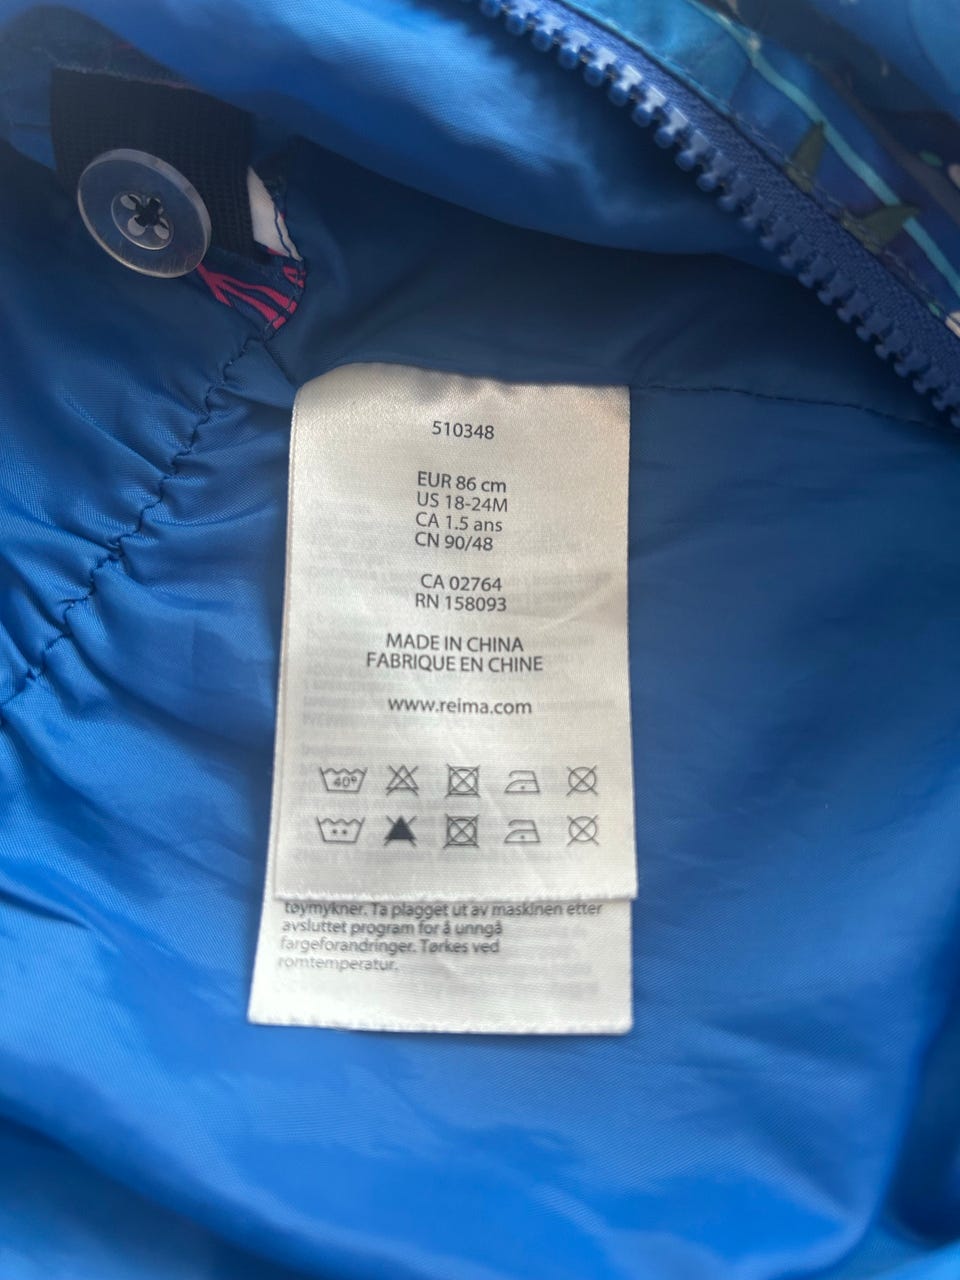 510348
EUR 86 cm
US 18-24M
CA 1.5 ans
CN 90/48
CA 02764
RN 158093
MADE IN CHINA
FABRIQUE EN CHINE
www.reima.com
40°
tøymykner. Ta plagget ut av maskinen etter
avsluttet program for å unngå
fargeforandringer. Tørkes ved
romtemperatur.